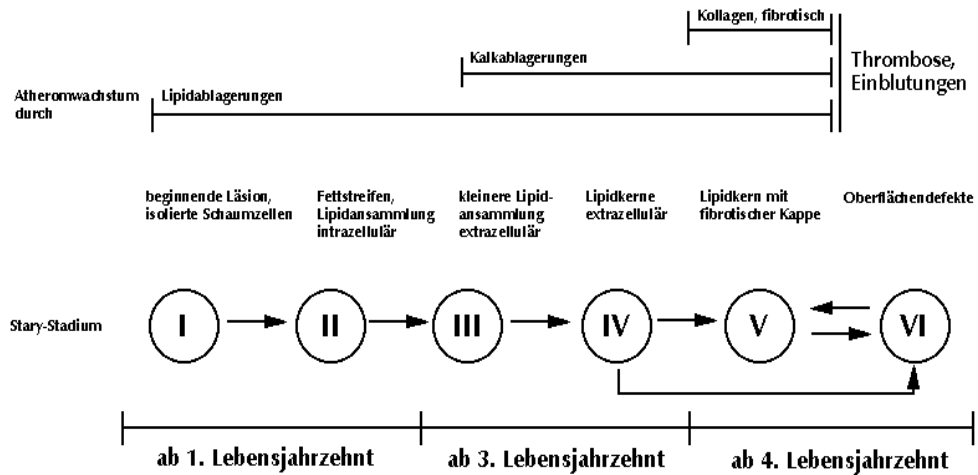 Kollagen, fibrotisch
Kalkablagerungen
Thrombose,
Einblutungen
Atheromwachstum
durch
Lipidablagerungen
beginnende Läsion,
isolierte Schaumzellen
Fettstreifen,
Lipidansammlung
intrazellulär
kleinere Lipid-
ansammlung
extrazellulär
Lipidkerne
extrazellulär
Lipidkern mit
fibrotischer Kappe
Oberflächendefekte
Stary-Stadium
I
II
III
IV
V
VI
ab 1. Lebensjahrzehnt
ab 3. Lebensjahrzehnt
ab 4. Lebensjahrzehnt